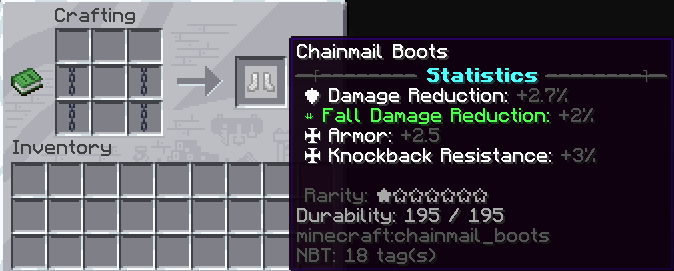 Crafting
Chainmail Boots
Statistics
Damage Reduction: +2.7%
Fall Damage Reduction: +2%
Armor: +2.5
Knockback Resistance: +3%
Inventory
Rarity: ★☆☆☆☆☆☆
Durability: 195 / 195
minecraft:chainmail_boots
NBT: 18 tag(s)